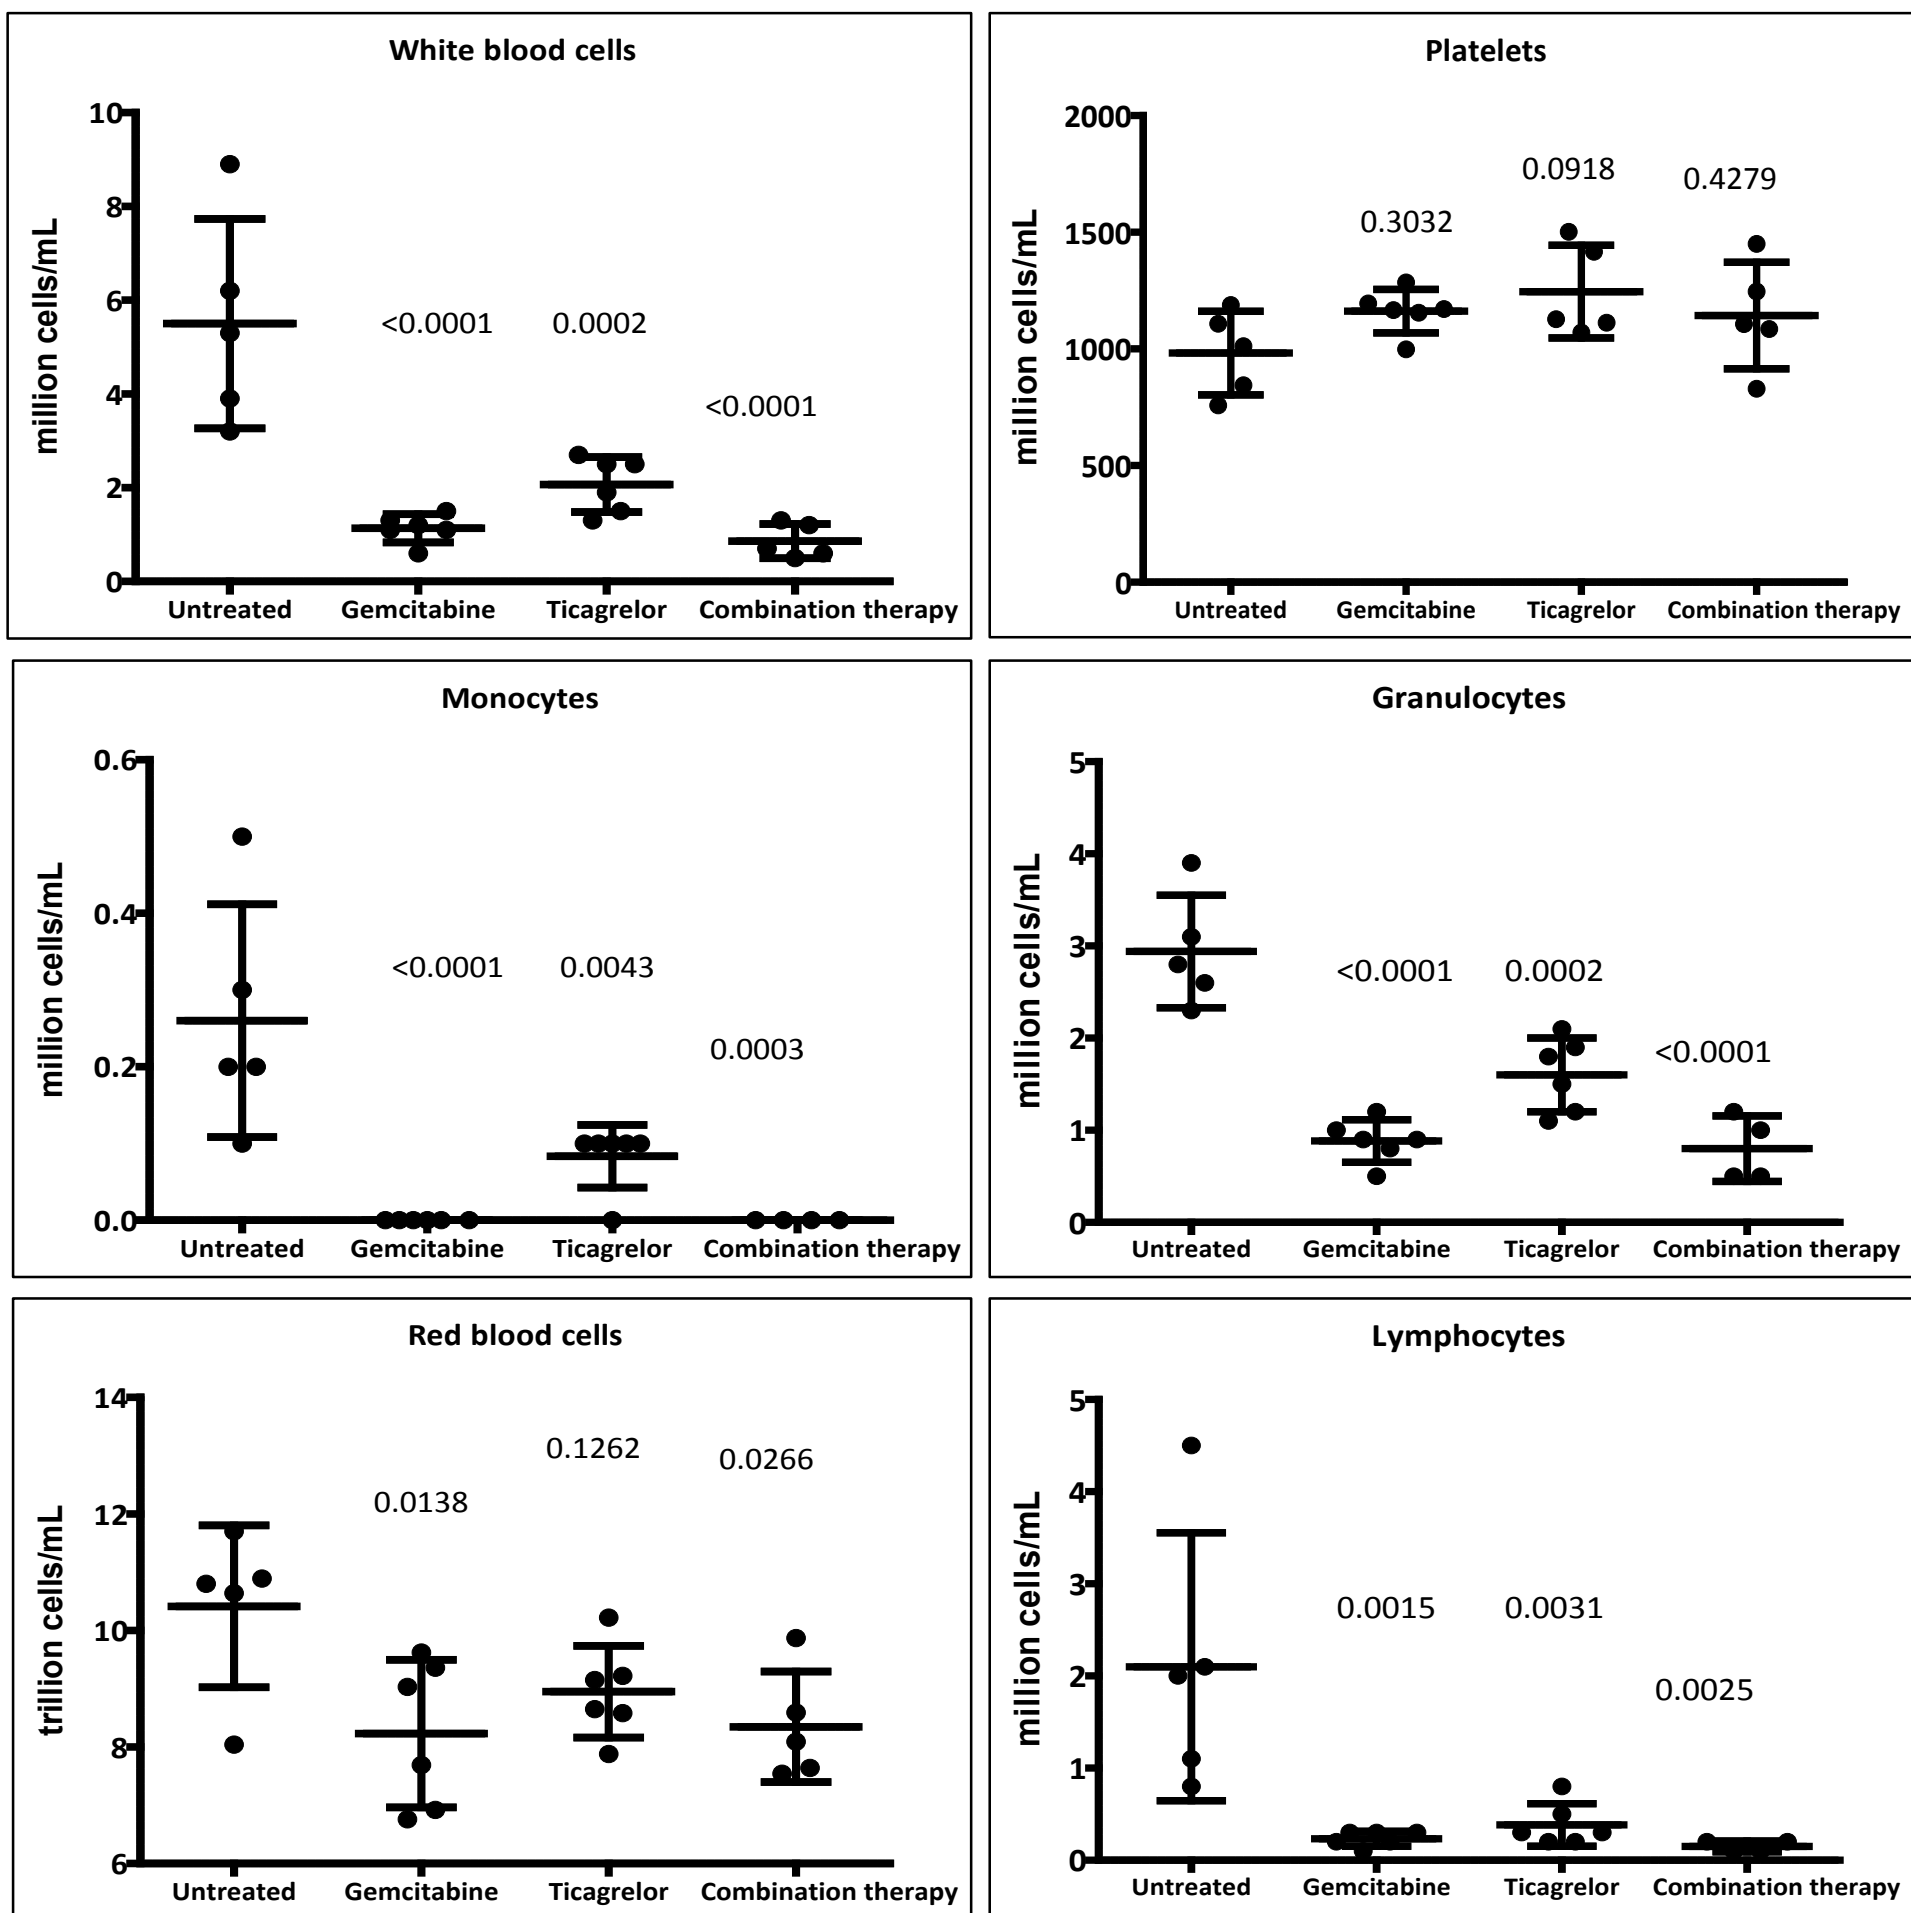 White blood cells
10
8
6
4
2
0
million cells/mL
<0.0001
0.0002
<0.0001
Untreated Gemcitabine Ticagrelor Combination therapy
Platelets
2000
1500
1000
500
0
million cells/mL
0.3032
0.0918
0.4279
Untreated Gemcitabine Ticagrelor Combination therapy
Monocytes
0.6
0.4
0.2
0.0
million cells/mL
<0.0001
0.0043
0.0003
Untreated Gemcitabine Ticagrelor Combination therapy
Granulocytes
5
4
3
2
1
0
million cells/mL
<0.0001
0.0002
<0.0001
Untreated Gemcitabine Ticagrelor Combination therapy
Red blood cells
14
12
10
8
6
trillion cells/mL
0.0138
0.1262
0.0266
Untreated Gemcitabine Ticagrelor Combination therapy
Lymphocytes
5
4
3
2
1
0
million cells/mL
0.0015
0.0031
0.0025
Untreated Gemcitabine Ticagrelor Combination therapy